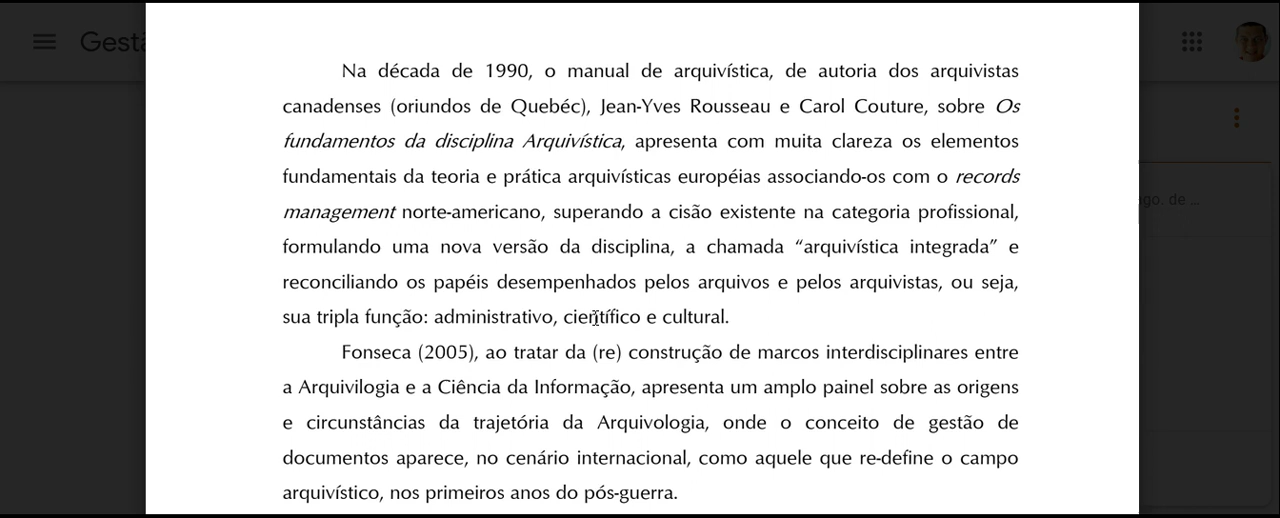 Gestã
Na década de 1990, o manual de arquivística, de autoria dos arquivistas
canadenses (oriundos de Quebéc), Jean-Yves Rousseau e Carol Couture, sobre Os
fundamentos da disciplina Arquivística, apresenta com muita clareza os elementos
fundamentais da teoria e prática arquivísticas européias associando-os com o records
management norte-americano, superando a cisão existente na categoria profissional,
formulando uma nova versão da disciplina, a chamada “arquivística integrada” e
reconciliando os papéis desempenhados pelos arquivos e pelos arquivistas, ou seja,
sua tripla função: administrativo, científico e cultural.
Fonseca (2005), ao tratar da (re) construção de marcos interdisciplinares entre
a Arquivilogia e a Ciência da Informação, apresenta um amplo painel sobre as origens
e circunstâncias da trajetória da Arquivologia, onde o conceito de gestão de
documentos aparece, no cenário internacional, como aquele que re-define o campo
arquivístico, nos primeiros anos do pós-guerra.
go. de ...